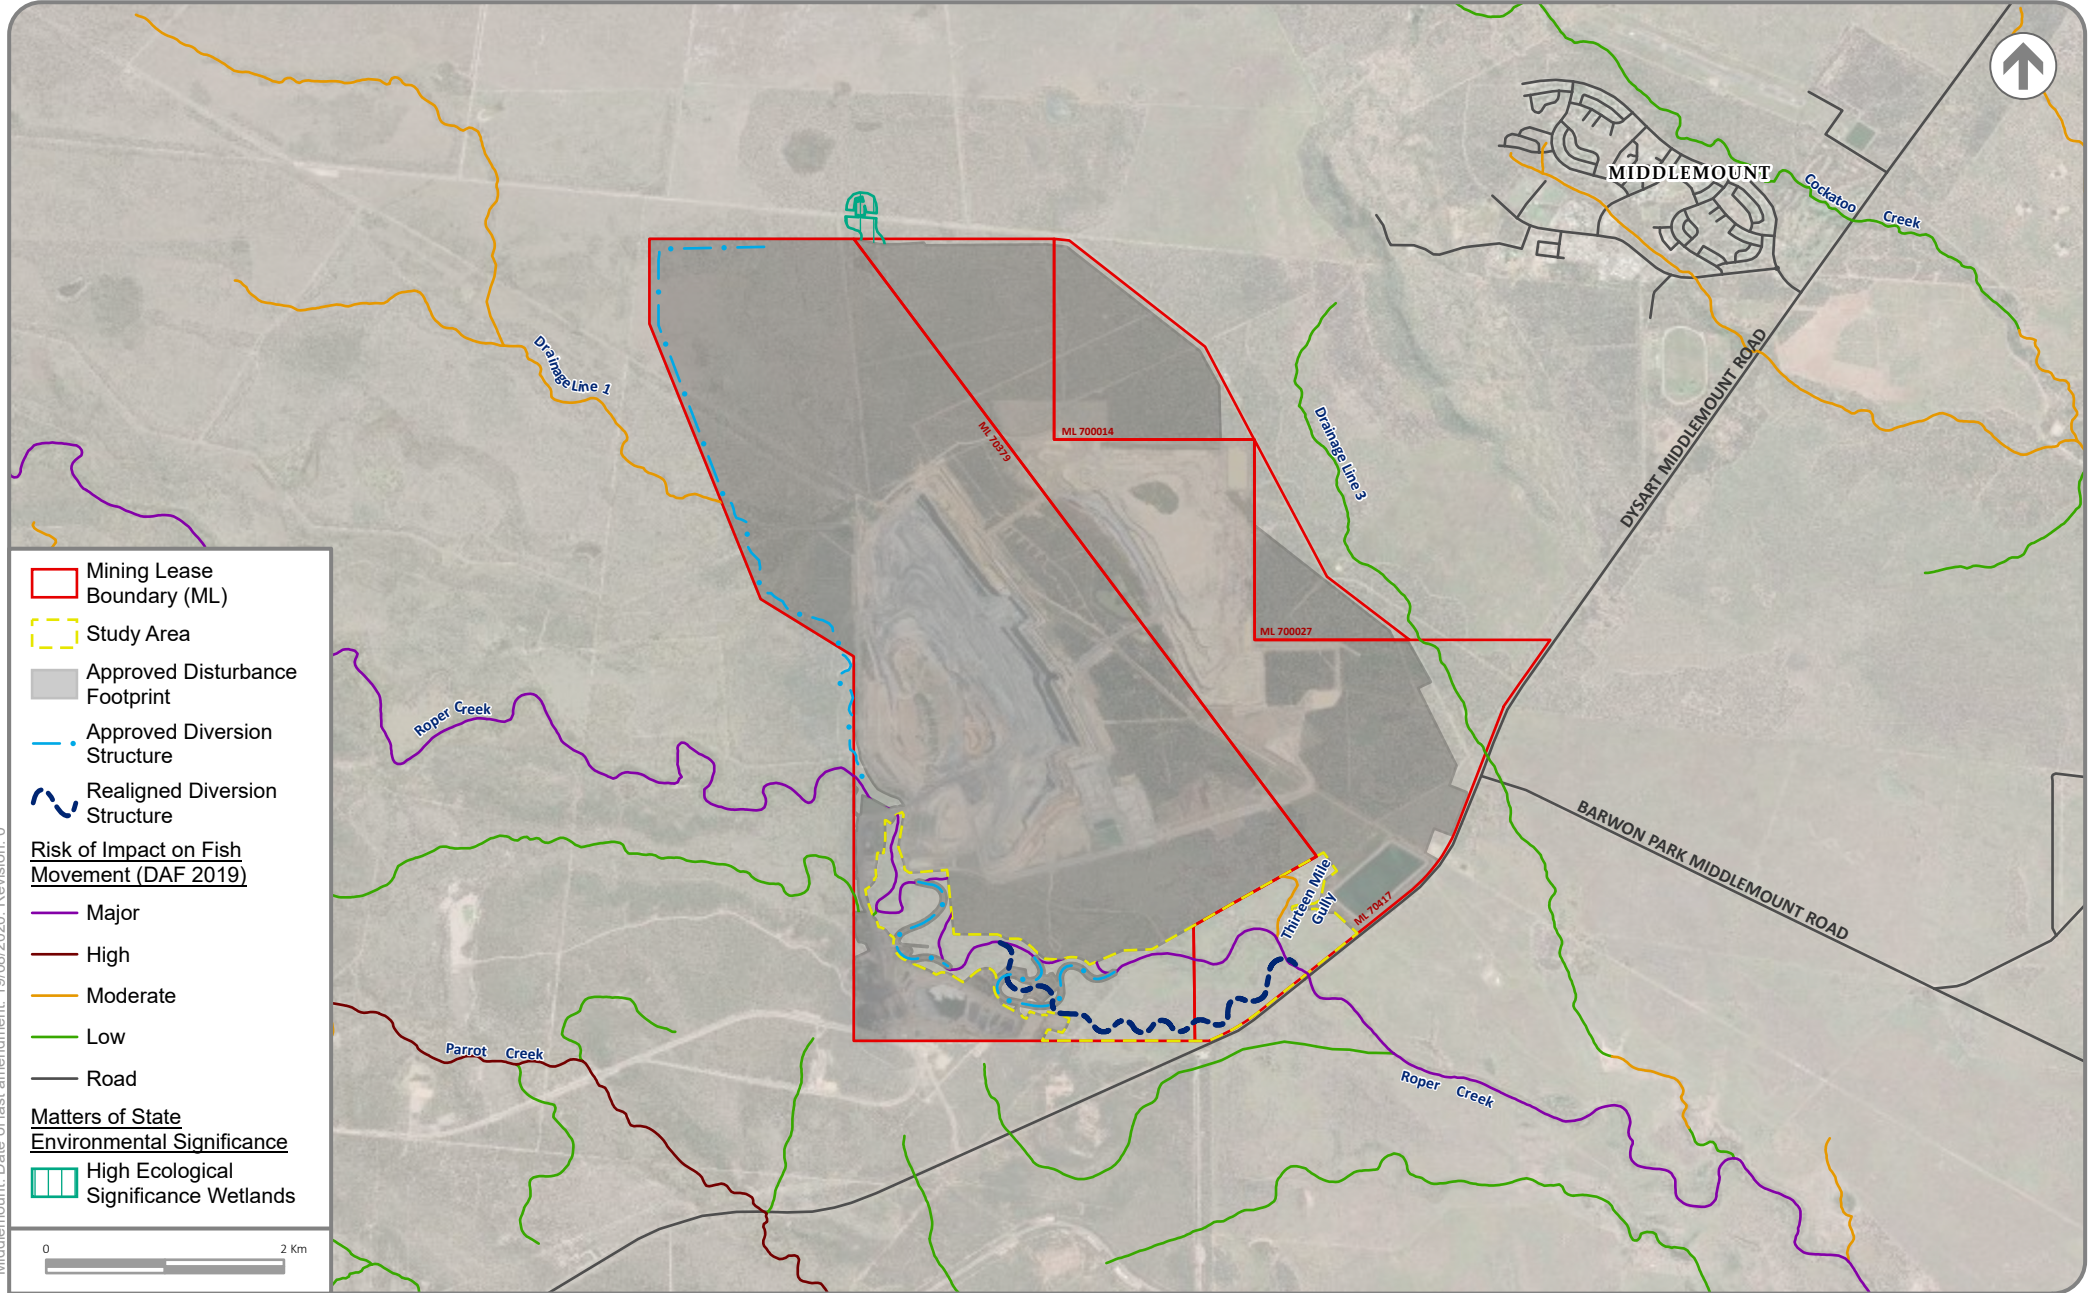 MIDDLEMOUNT
Cockatoo Creek
Drainage Line 1
DYSART MIDDLEMOUNT ROAD
Drainage Line 3
ML 700014
ML 70379
ML 700027
Roper Creek
BARWON PARK MIDDLEMOUNT ROAD
Thirteen Mile
Gully
ML 70417
Parrot Creek
Roper Creek
Mining Lease
Boundary (ML)
Study Area
Approved Disturbance
Footprint
Approved Diversion
Structure
Realigned Diversion
Structure
Risk of Impact on Fish
Movement (DAF 2019)
Major
High
Moderate
Low
Road
Matters of State
Environmental Significance
High Ecological
Significance Wetlands
0 2 Km